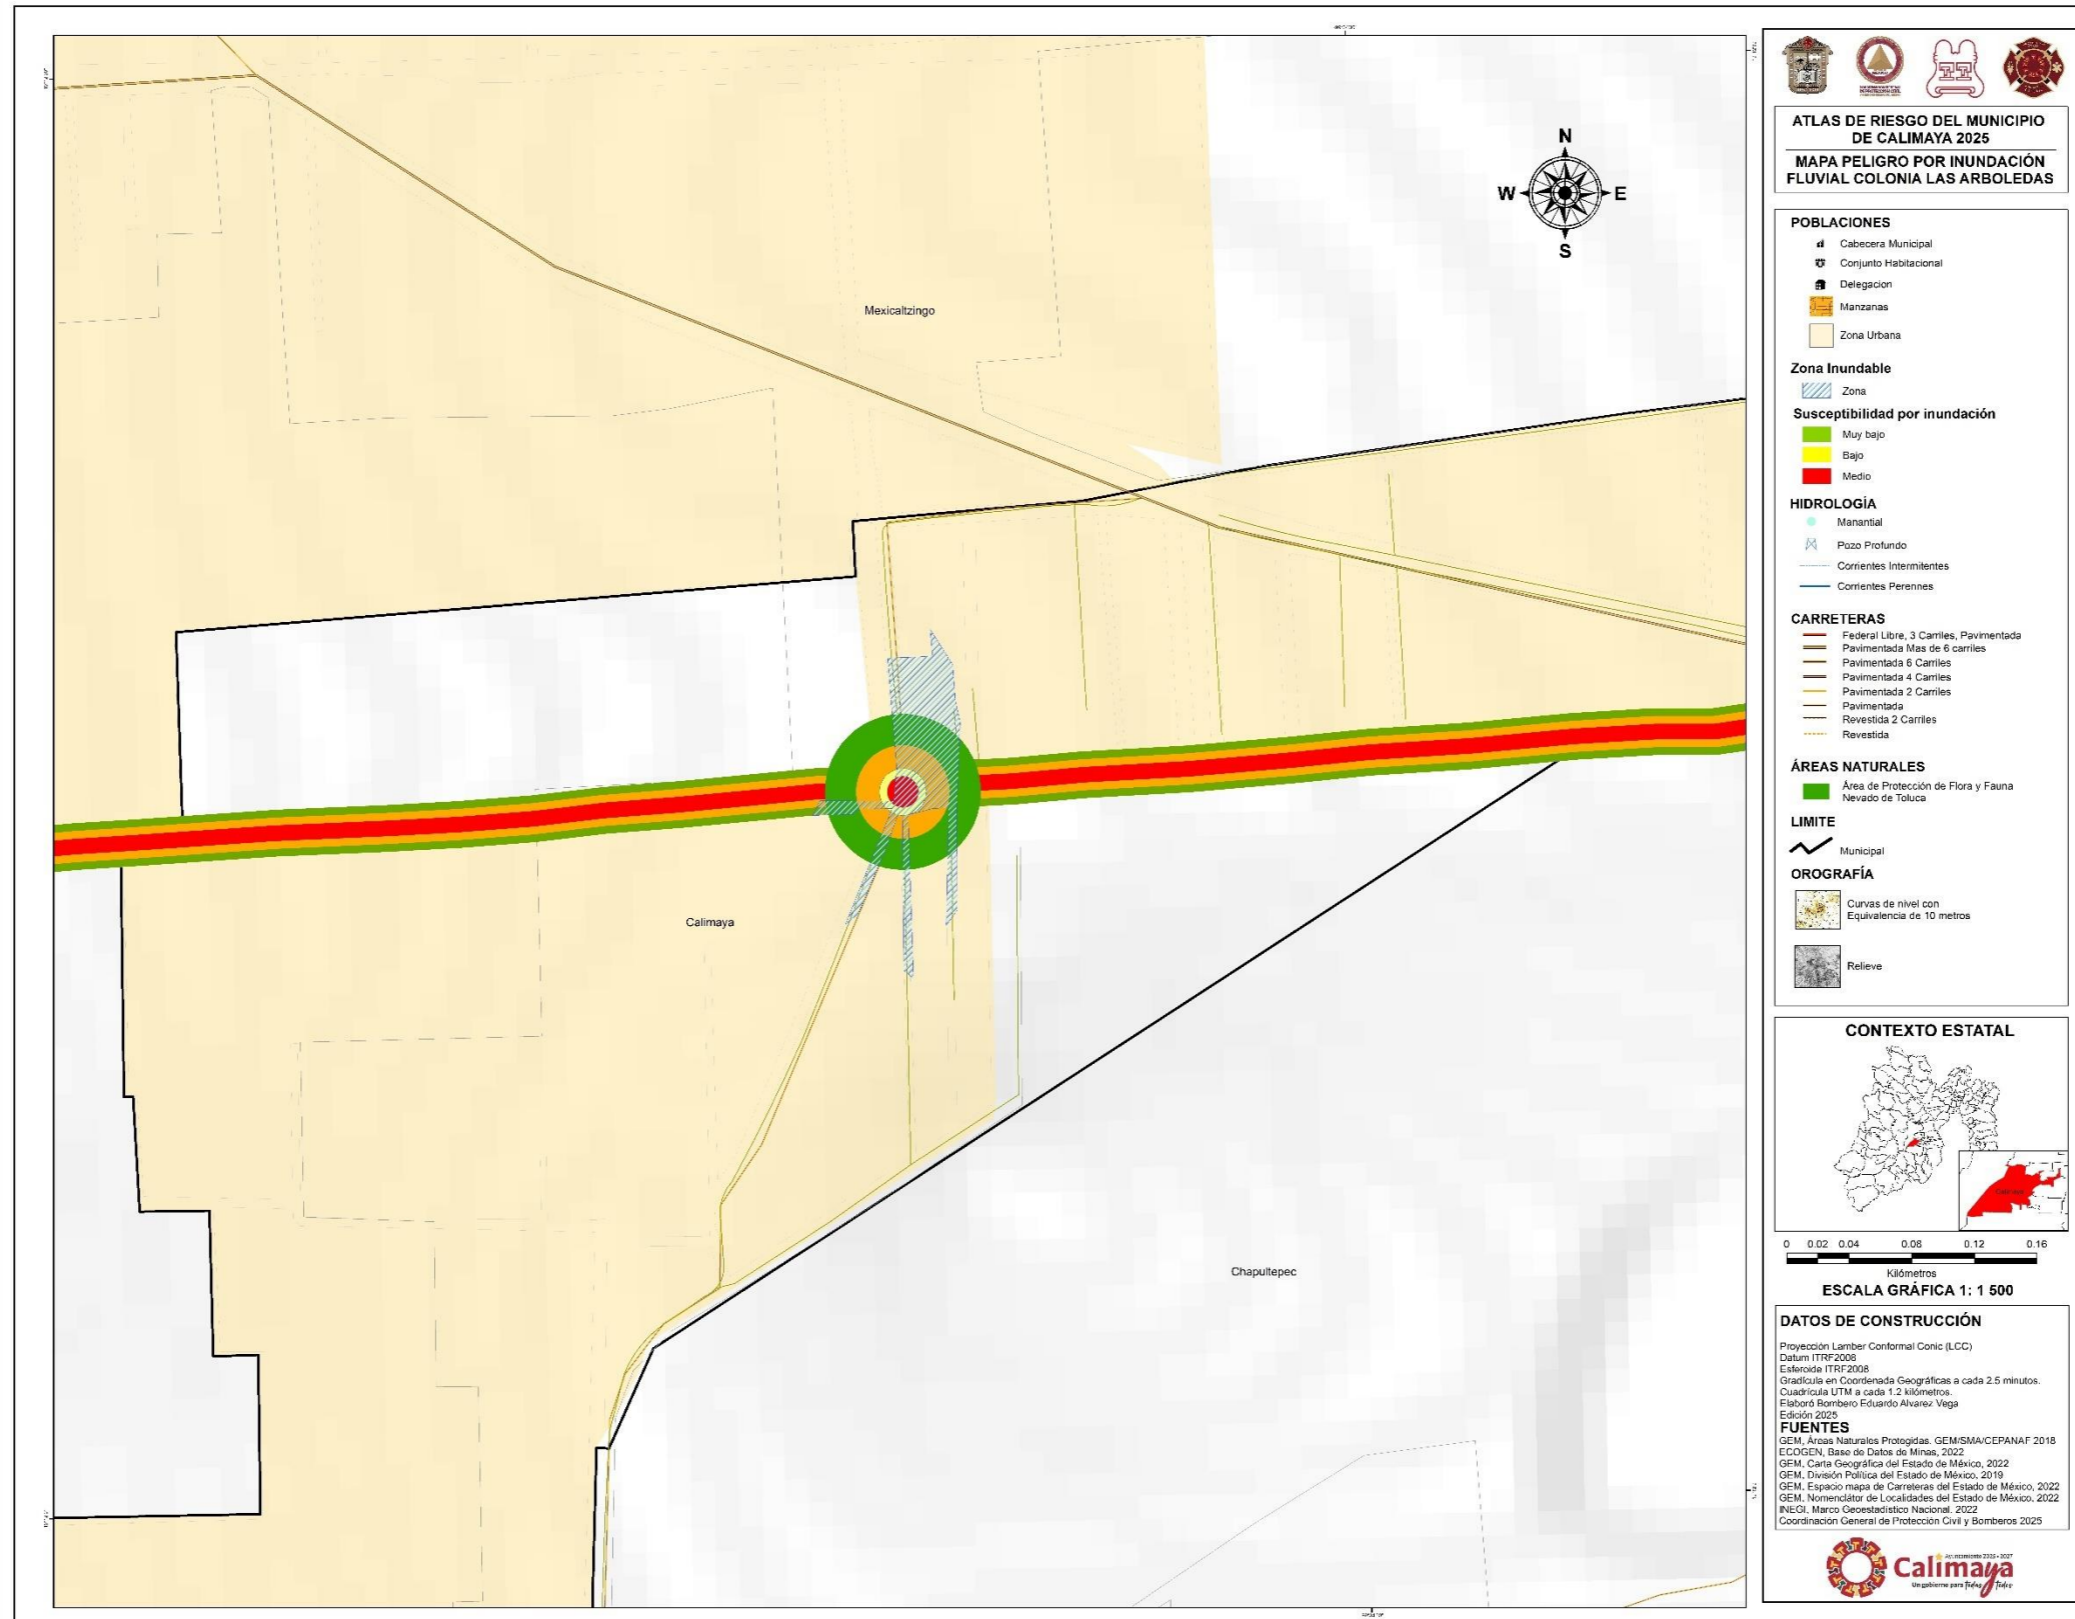 Mexicaltzingo
Calimaya
Chapultepec
N
W
E
S
ATLAS DE RIESGO DEL MUNICIPIO
DE CALIMAYA 2025
MAPA PELIGRO POR INUNDACIÓN
FLUVIAL COLONIA LAS ARBOLEDAS
POBLACIONES
Cabecera Municipal
Conjunto Habitacional
Delegacion
Manzanas
Zona Urbana
Zona Inundable
Zona
Susceptibilidad por inundación
Muy bajo
Bajo
Medio
HIDROLOGÍA
Manantial
Pozo Profundo
Corrientes Intermitentes
Corrientes Perennes
CARRETERAS
Federal Libre, 3 Carriles, Pavimentada
Pavimentada Mas de 6 carriles
Pavimentada 6 Carriles
Pavimentada 4 Carriles
Pavimentada 2 Carriles
Pavimentada
Revestida 2 Carriles
Revestida
ÁREAS NATURALES
Área de Protección de Flora y Fauna
Nevado de Toluca
LIMITE
Municipal
OROGRAFÍA
Curvas de nivel con
Equivalencia de 10 metros
Relieve
CONTEXTO ESTATAL
Calimaya
0 0.02 0.04 0.08 0.12 0.16
Kilómetros
ESCALA GRÁFICA 1: 1 500
DATOS DE CONSTRUCCIÓN
Proyección Lamber Conformal Conic (LCC)
Datum ITRF2008
Esferoide ITRF2008
Gradícula en Coordenada Geográficas a cada 2.5 minutos.
Cuadrícula UTM a cada 1.2 kilómetros.
Elaboró Bombero Eduardo Alvarez Vega
Edición 2025
FUENTES
GEM, Áreas Naturales Protegidas. GEM/SMA/CEPANAF 2018
ECOGEN, Base de Datos de Minas, 2022
GEM, Carta Geográfica del Estado de México, 2022
GEM, División Política del Estado de México, 2019
GEM, Espacio mapa de Carreteras del Estado de México, 2022
GEM, Nomenclátor de Localidades del Estado de México, 2022
INEGI, Marco Geoestadístico Nacional, 2022
Coordinación General de Protección Civil y Bomberos 2025
Ayuntamiento 2025 - 2027
Calimaya
Un gobierno para Todas y Todos